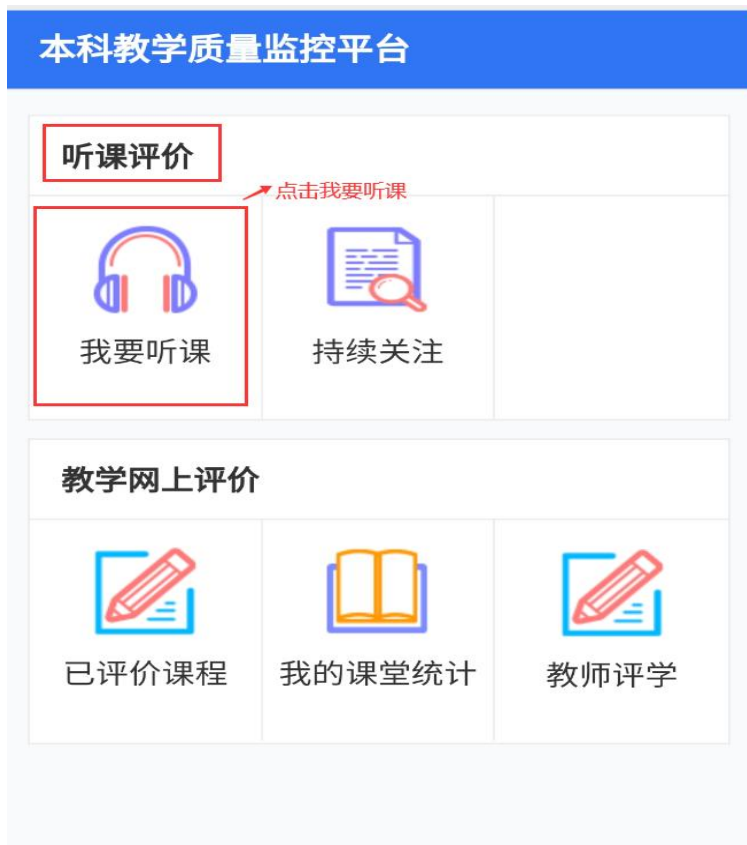 本科教学质量监控平台
听课评价
点击我要听课
我要听课
持续关注
教学网上评价
已评价课程
我的课堂统计
教师评学